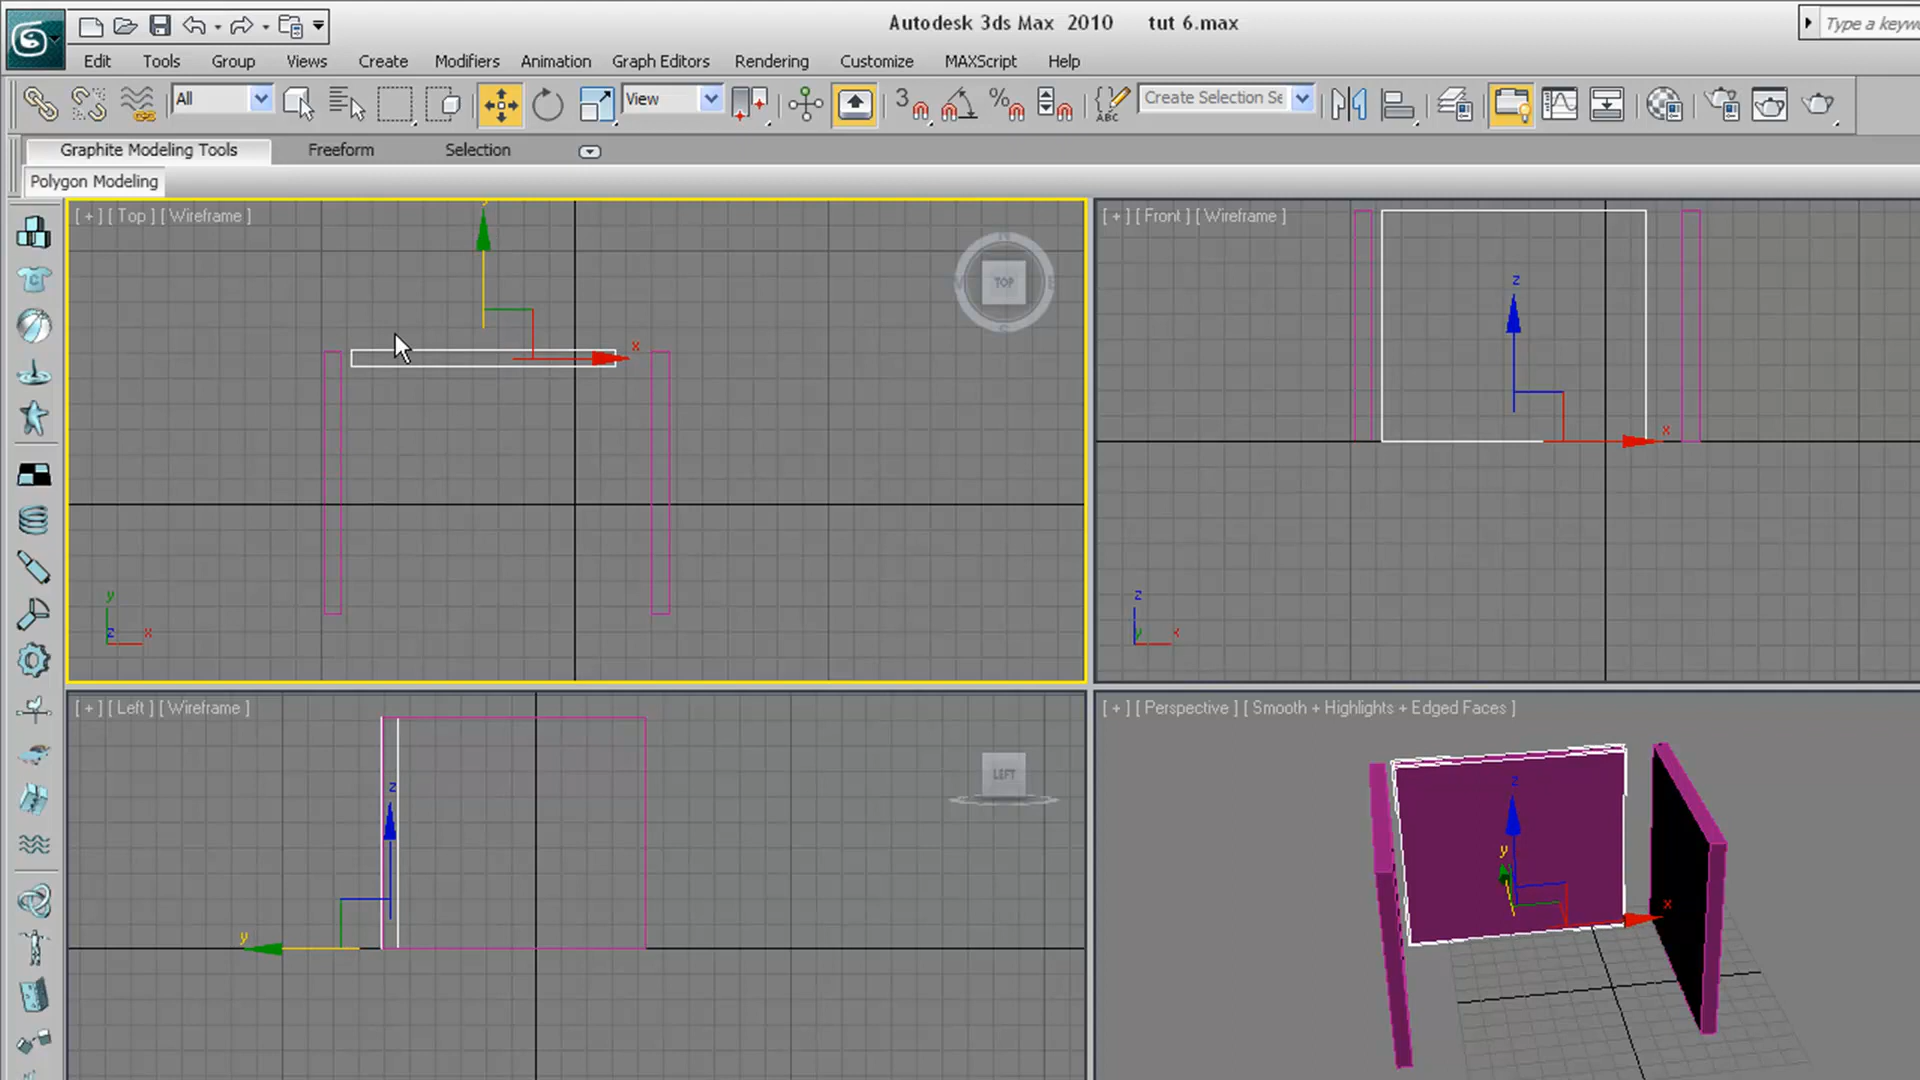 Autodesk 3ds Max 2010 tut 6.max
Type a keyw
Edit Tools Group Views Create Modifiers Animation Graph Editors Rendering Customize MAXScript Help
All
View
3
%
ABC
Create Selection Se
Graphite Modeling Tools Freeform Selection
Polygon Modeling
[ + ] [ Top ] [ Wireframe ]
[ + ] [ Front ] [ Wireframe ]
TOP
x
z
x
y
z x
z
y x
[ + ] [ Left ] [ Wireframe ]
[ + ] [ Perspective ] [ Smooth + Highlights + Edged Faces ]
LEFT
z
y
z
y
x